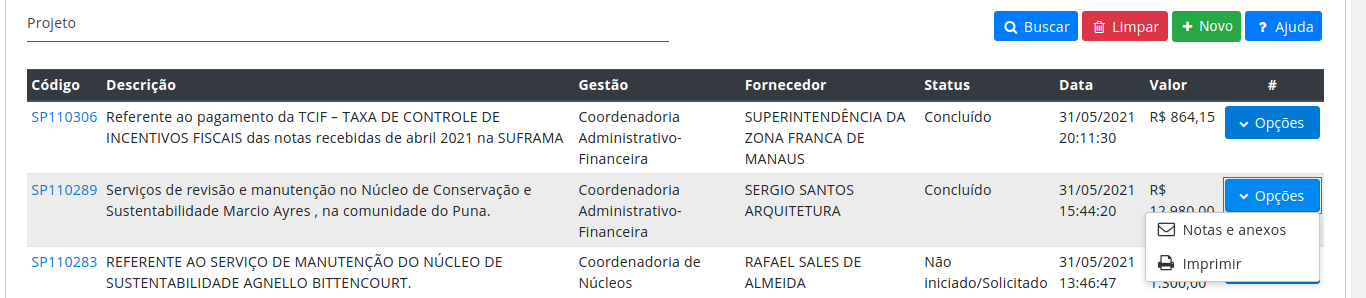 Projeto
Buscar
Limpar
Novo
? Ajuda
Código Descrição Gestão Fornecedor Status Data Valor #
SP110306 Referente ao pagamento da TCIF – TAXA DE CONTROLE DE Coordenadoria SUPERINTENDÊNCIA DA Concluído 31/05/2021 R$ 864,15 Opções
INCENTIVOS FISCAIS das notas recebidas de abril 2021 na SUFRAMA Administrativo- ZONA FRANCA DE 20:11:30
Financeira MANAUS
SP110289 Serviços de revisão e manutenção no Núcleo de Conservação e Coordenadoria SERGIO SANTOS Concluído 31/05/2021 R$ Opções
Sustentabilidade Marcio Ayres , na comunidade do Puna. Administrativo- ARQUITETURA 15:44:20 12.980,00
Financeira
Notas e anexos
Imprimir
SP110283 REFERENTE AO SERVIÇO DE MANUTENÇÃO DO NÚCLEO DE Coordenadoria de RAFAEL SALES DE Não 31/05/2021
SUSTENTABILIDADE AGNELLO BITTENCOURT. Núcleos ALMEIDA iniciado/Solicitado 13:46:47 1.300,00